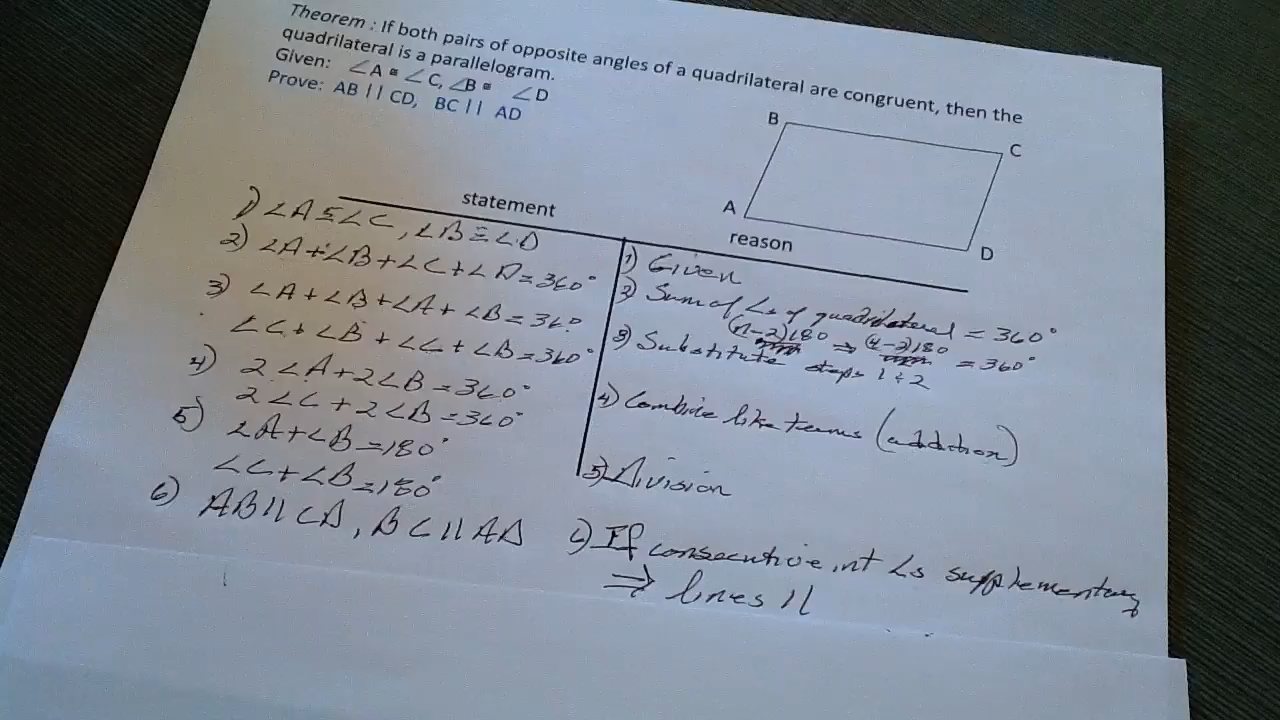 Theorem : If both pairs of opposite angles of a quadrilateral are congruent, then the
quadrilateral is a parallelogram.
Given: ∠A ≅ ∠C, ∠B ≅ ∠D
Prove: AB || CD, BC || AD
B
C
A
D
statement
reason
1) ∠A ≅ ∠C, ∠B ≅ ∠D
1) Given
2) ∠A + ∠B + ∠C + ∠D = 360°
2) Sum of ∠s of quadrilateral = 360°
(n-2)180 ⇒ (4-2)180 = 360°
3) ∠A + ∠B + ∠A + ∠B = 360
∠C + ∠B + ∠C + ∠B = 360°
3) Substitute steps 1+2
4) 2∠A + 2∠B = 360°
2∠C + 2∠B = 360°
4) Combine like terms (addition)
5) ∠A + ∠B = 180°
∠C + ∠B = 180°
5) Division
6) AB || CD, BC || AD
6) If consecutive int ∠s supplementary
⇒ lines ||